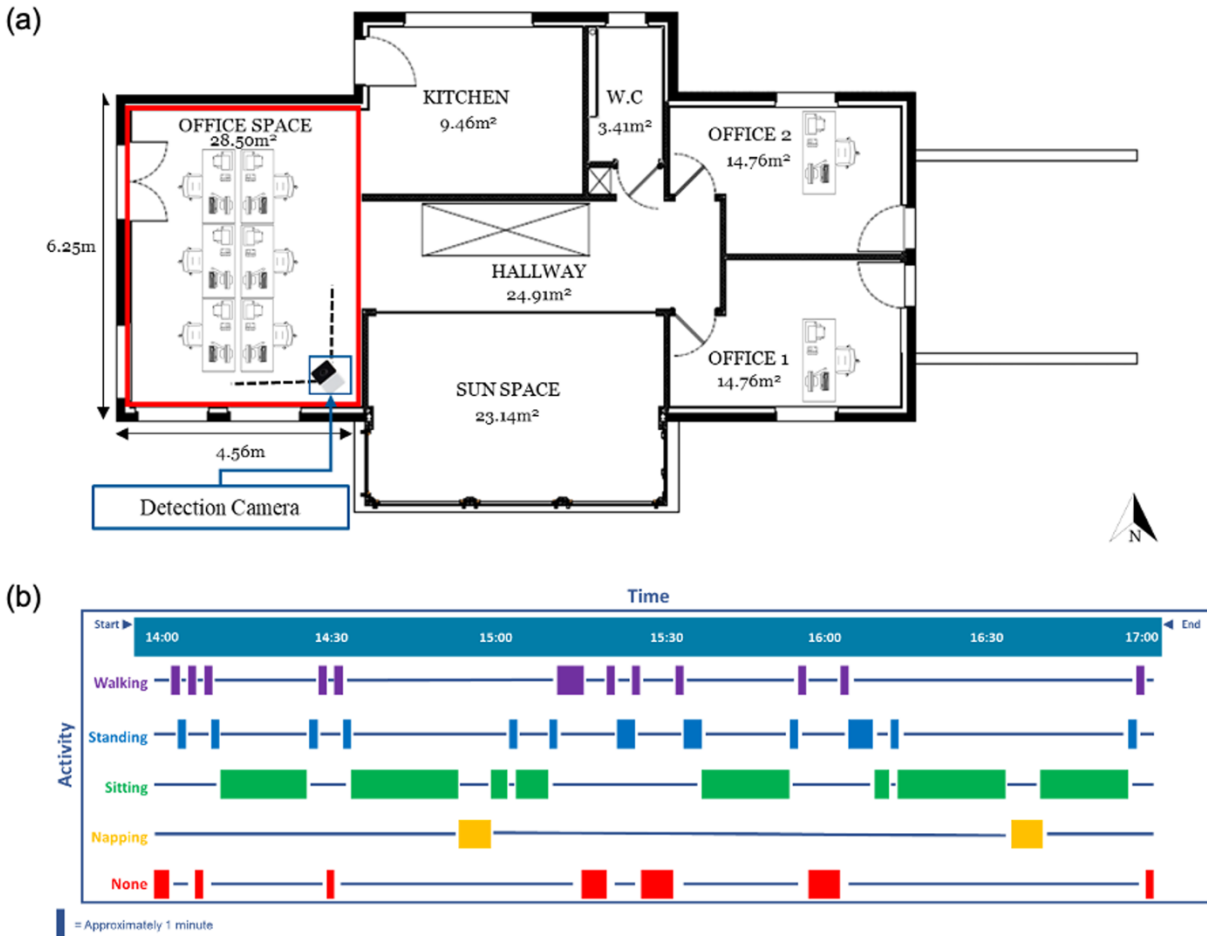 (a)
KITCHEN
9.46m²
W.C
3.41m²
OFFICE SPACE
28.50m²
OFFICE 2
14.76m²
6.25m
HALLWAY
24.91m²
OFFICE 1
14.76m²
SUN SPACE
23.14m²
4.56m
Detection Camera
N
(b)
Time
Start
14:00
14:30
15:00
15:30
16:00
16:30
17:00
End
Activity
Walking
Standing
Sitting
Napping
None
= Approximately 1 minute